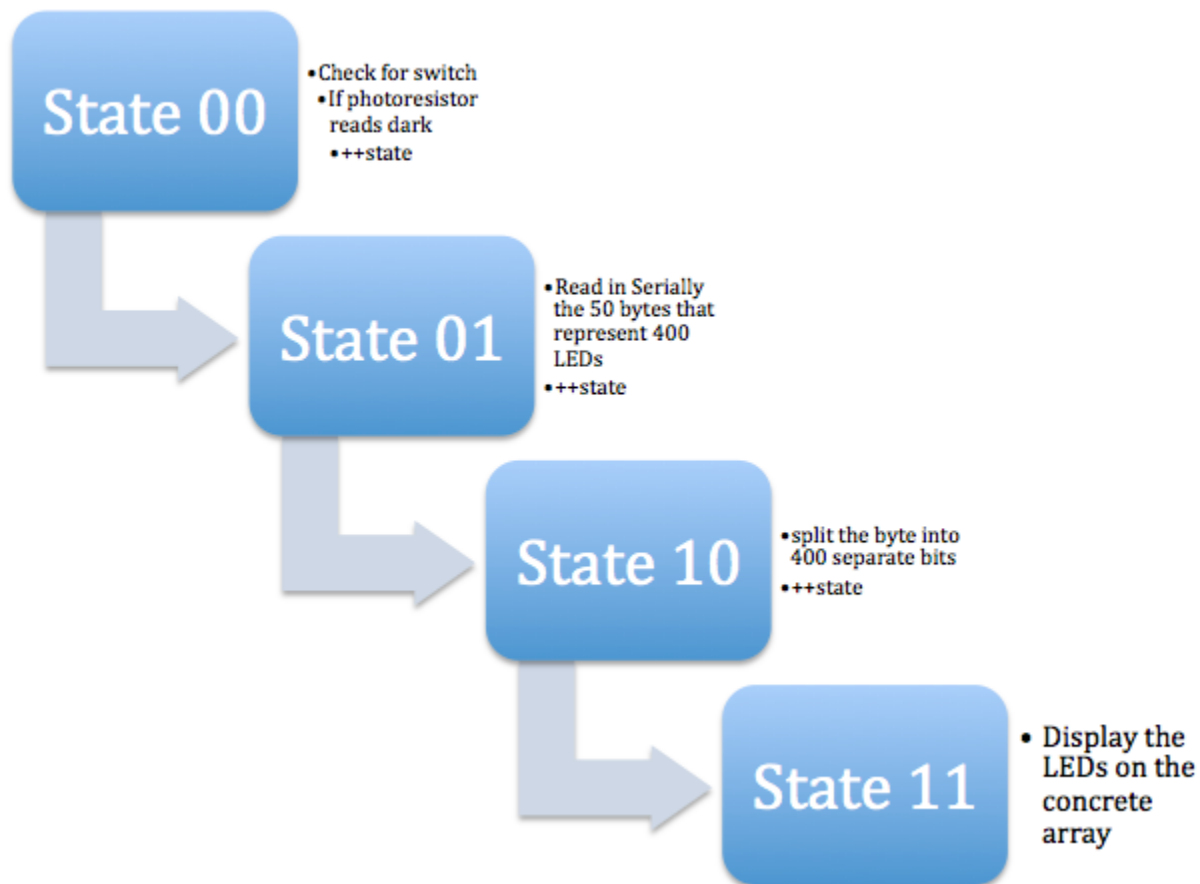 State 00
•Check for switch
•If photoresistor
reads dark
•++state
State 01
•Read in Serially
the 50 bytes that
represent 400
LEDs
•++state
State 10
•split the byte into
400 separate bits
•++state
State 11
• Display the
LEDs on the
concrete
array